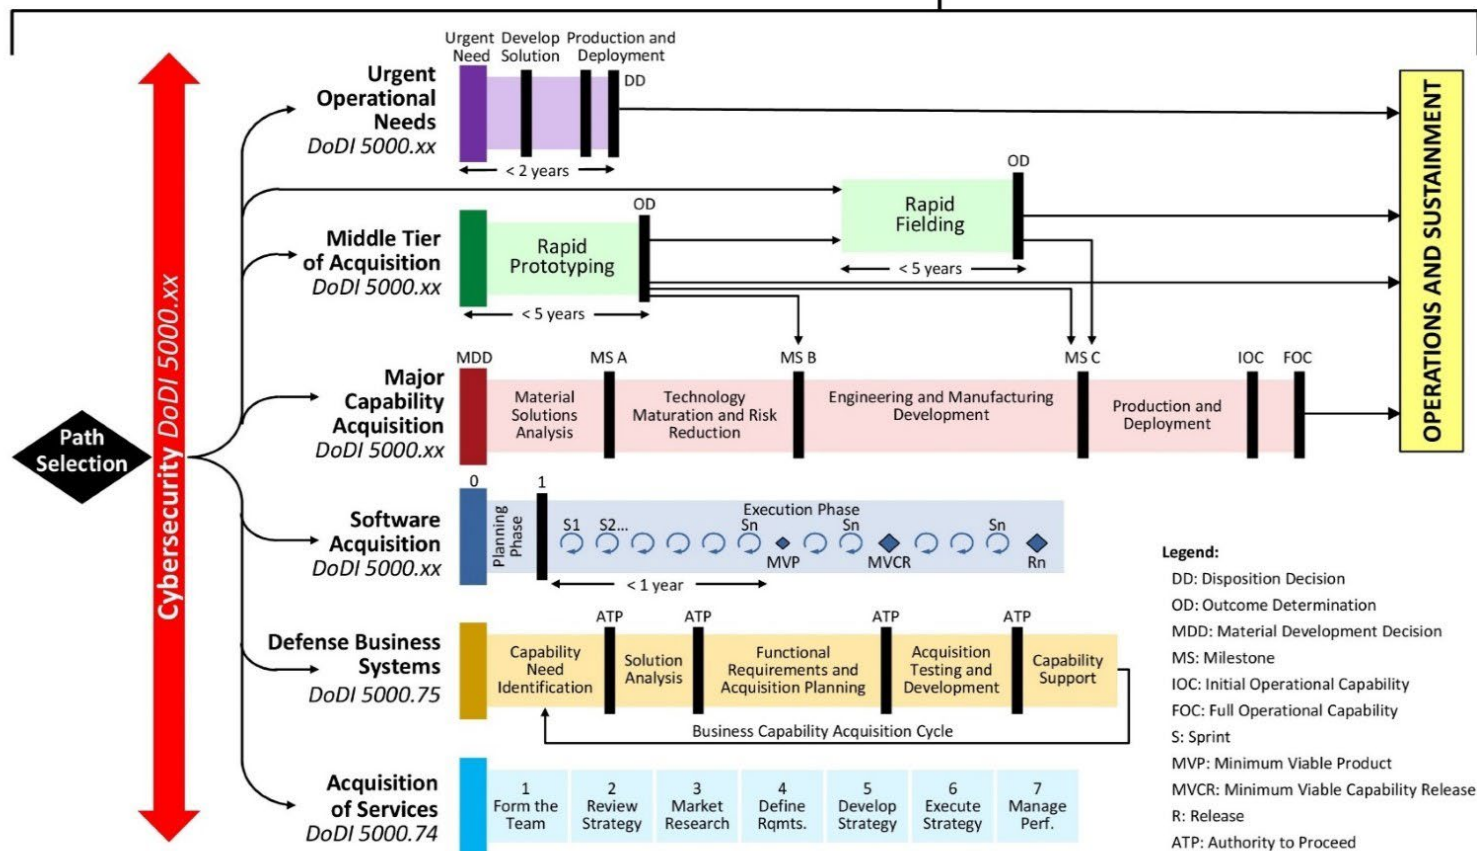 Path
Selection
Cybersecurity DoDI 5000.xx
Urgent
Operational
Needs
DoDI 5000.xx
Urgent
Need
Develop
Solution
Production and
Deployment
DD
< 2 years
Middle Tier
of Acquisition
DoDI 5000.xx
Rapid
Prototyping
OD
< 5 years
Rapid
Fielding
OD
< 5 years
Major
Capability
Acquisition
DoDI 5000.xx
MDD
Material
Solutions
Analysis
MS A
Technology
Maturation and Risk
Reduction
MS B
Engineering and Manufacturing
Development
MS C
Production and
Deployment
IOC
FOC
OPERATIONS AND SUSTAINMENT
Software
Acquisition
DoDI 5000.xx
0
Planning
Phase
1
Execution Phase
S1
S2...
Sn
MVP
Sn
MVCR
Sn
Rn
< 1 year
Defense Business
Systems
DoDI 5000.75
Capability
Need
Identification
ATP
Solution
Analysis
ATP
Functional
Requirements and
Acquisition Planning
ATP
Acquisition
Testing and
Development
ATP
Capability
Support
Business Capability Acquisition Cycle
Acquisition
of Services
DoDI 5000.74
1
Form the
Team
2
Review
Strategy
3
Market
Research
4
Define
Rqmts.
5
Develop
Strategy
6
Execute
Strategy
7
Manage
Perf.
Legend:
DD: Disposition Decision
OD: Outcome Determination
MDD: Material Development Decision
MS: Milestone
IOC: Initial Operational Capability
FOC: Full Operational Capability
S: Sprint
MVP: Minimum Viable Product
MVCR: Minimum Viable Capability Release
R: Release
ATP: Authority to Proceed